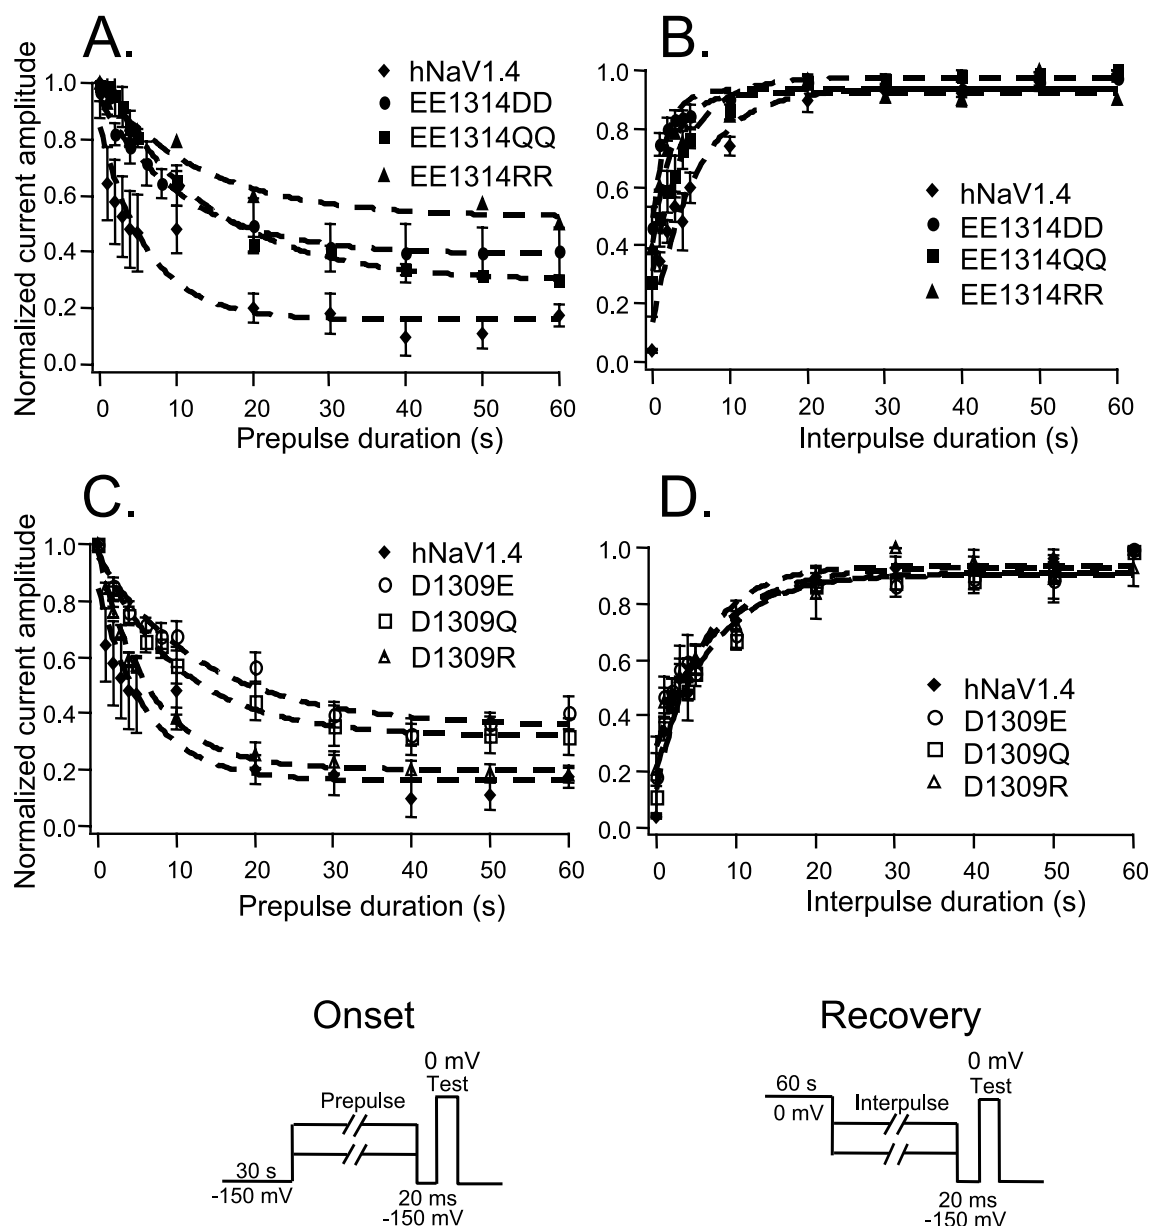 A.
B.
Normalized current amplitude
1.0
0.8
0.6
0.4
0.2
0.0
hNaV1.4
EE1314DD
EE1314QQ
EE1314RR
0 10 20 30 40 50 60
Prepulse duration (s)
1.0
0.8
0.6
0.4
0.2
0.0
hNaV1.4
EE1314DD
EE1314QQ
EE1314RR
0 10 20 30 40 50 60
Interpulse duration (s)
C.
D.
Normalized current amplitude
1.0
0.8
0.6
0.4
0.2
0.0
hNaV1.4
D1309E
D1309Q
D1309R
0 10 20 30 40 50 60
Prepulse duration (s)
1.0
0.8
0.6
0.4
0.2
0.0
hNaV1.4
D1309E
D1309Q
D1309R
0 10 20 30 40 50 60
Interpulse duration (s)
Onset
0 mV
Test
Prepulse
30 s
-150 mV
20 ms
-150 mV
Recovery
0 mV
Test
60 s
0 mV
Interpulse
20 ms
-150 mV